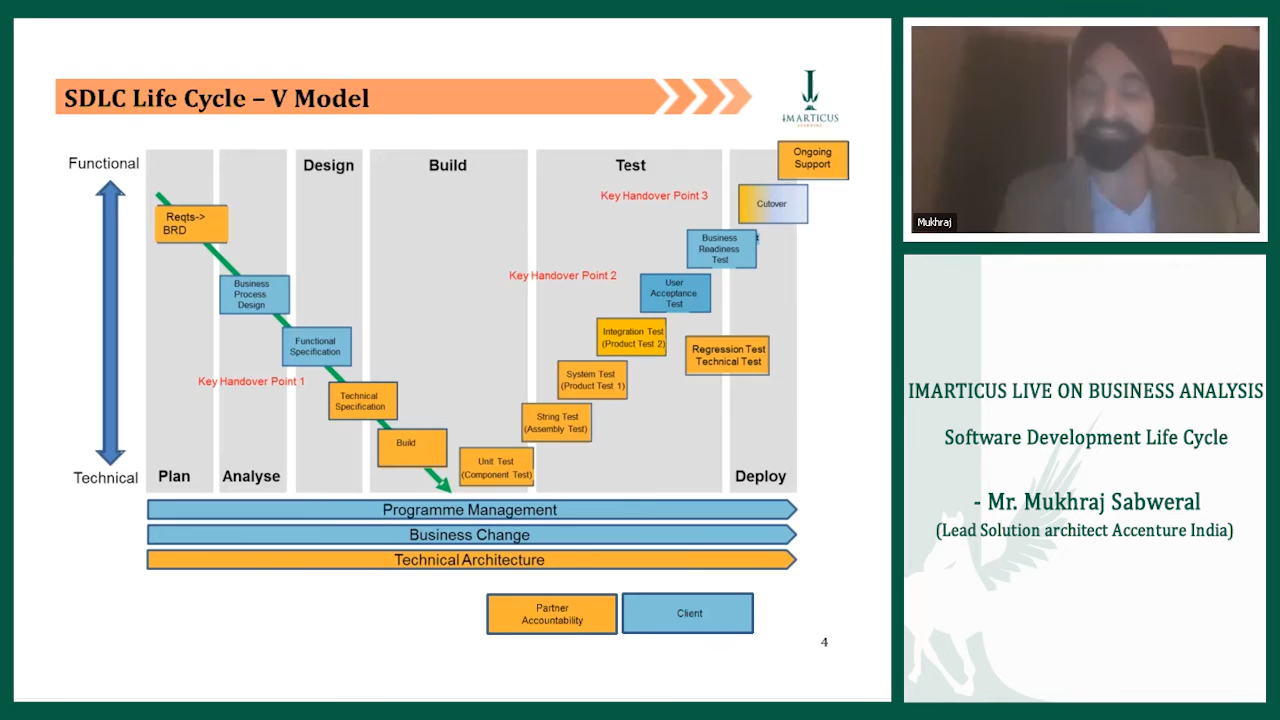 SDLC Life Cycle – V Model
IMARTICUS
LEARNING
Functional
Technical
Plan
Analyse
Design
Build
Test
Deploy
Reqts->
BRD
Business
Process
Design
Functional
Specification
Key Handover Point 1
Technical
Specification
Build
Unit Test
(Component Test)
String Test
(Assembly Test)
System Test
(Product Test 1)
Integration Test
(Product Test 2)
Key Handover Point 2
User
Acceptance
Test
Regression Test
Technical Test
Business
Readiness
Test
Key Handover Point 3
Cutover
Ongoing
Support
Programme Management
Business Change
Technical Architecture
Partner
Accountability
Client
4
Mukhraj
IMARTICUS LIVE ON BUSINESS ANALYSIS
Software Development Life Cycle
- Mr. Mukhraj Sabweral
(Lead Solution architect Accenture India)